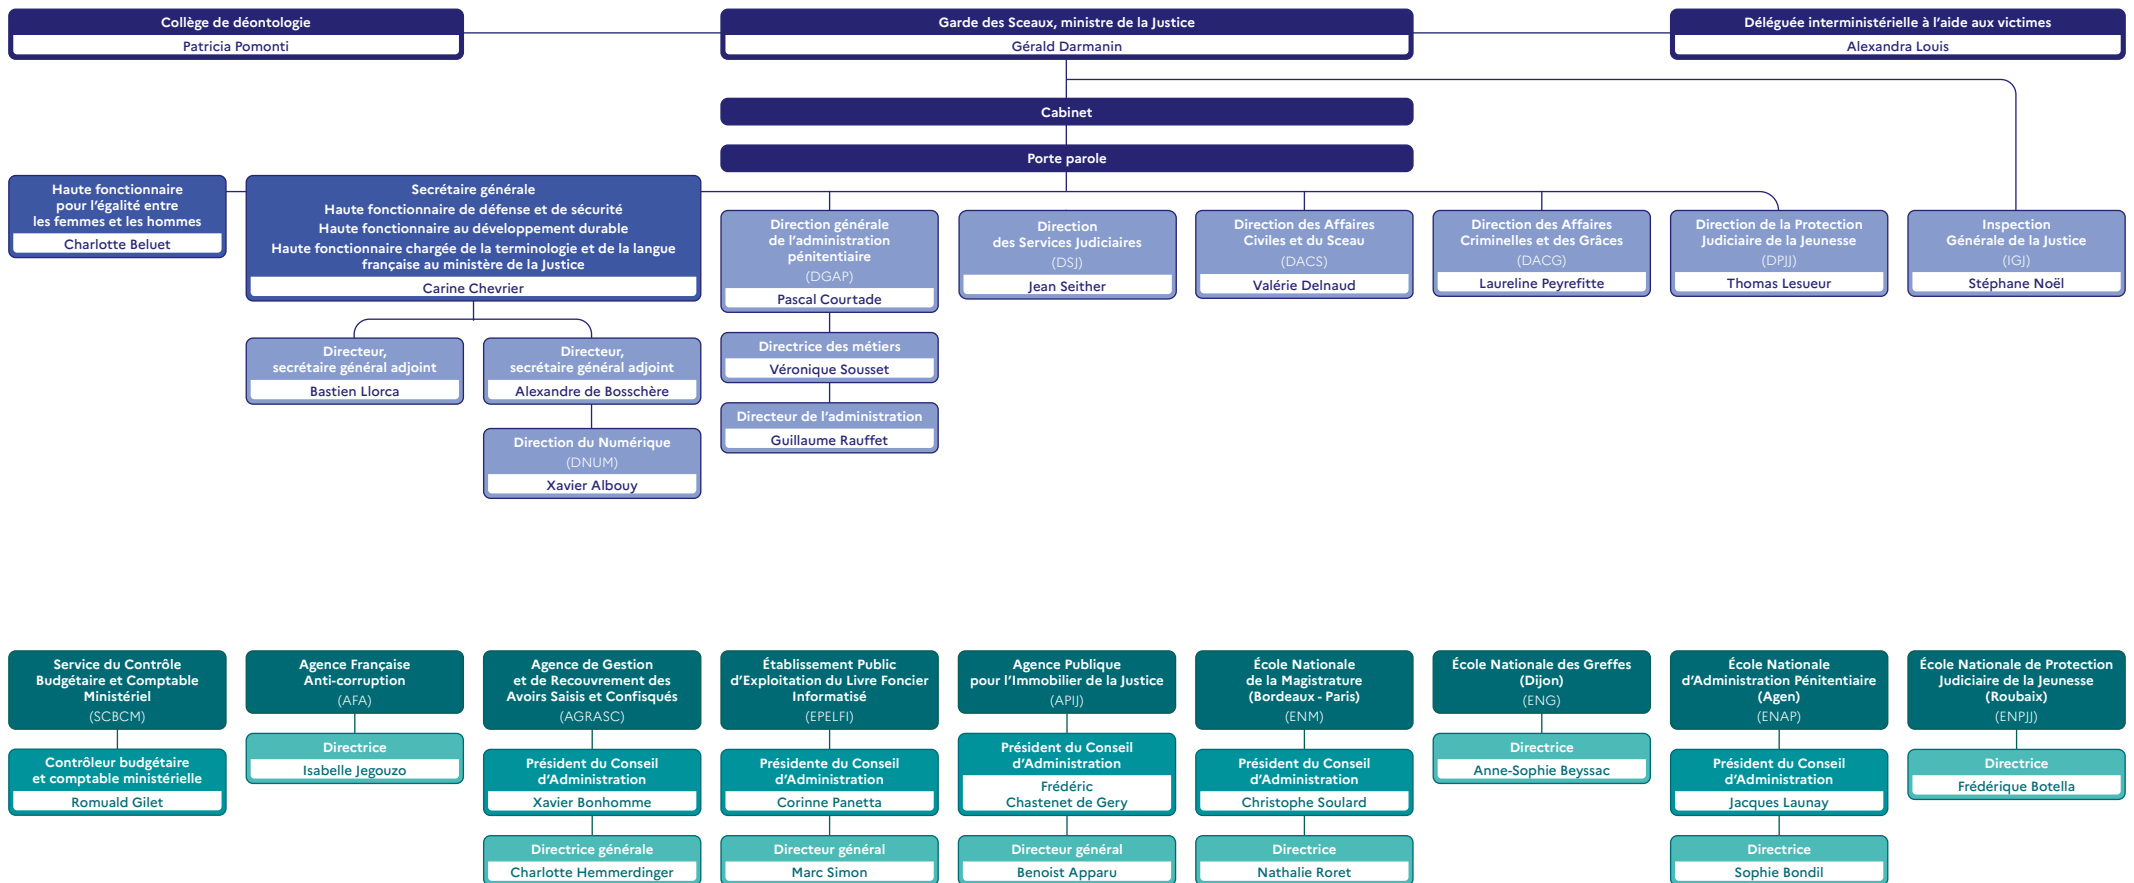 Collège de déontologie
Patricia Pomonti
Garde des Sceaux, ministre de la Justice
Gérald Darmanin
Déléguée interministérielle à l'aide aux victimes
Alexandra Louis
Cabinet
Porte parole
Haute fonctionnaire
pour l'égalité entre
les femmes et les hommes
Charlotte Beluet
Secrétaire générale
Haute fonctionnaire de défense et de sécurité
Haute fonctionnaire au développement durable
Haute fonctionnaire chargée de la terminologie et de la langue
française au ministère de la Justice
Carine Chevrier
Direction générale
de l'administration
pénitentiaire
(DGAP)
Pascal Courtade
Direction
des Services Judiciaires
(DSJ)
Jean Seither
Direction des Affaires
Civiles et du Sceau
(DACS)
Valérie Delnaud
Direction des Affaires
Criminelles et des Grâces
(DACG)
Laureline Peyrefitte
Direction de la Protection
Judiciaire de la Jeunesse
(DPJJ)
Thomas Lesueur
Inspection
Générale de la Justice
(IGJ)
Stéphane Noël
Directeur,
secrétaire général adjoint
Bastien Llorca
Directeur,
secrétaire général adjoint
Alexandre de Bosschère
Directrice des métiers
Véronique Sousset
Directeur de l'administration
Guillaume Rauffet
Direction du Numérique
(DNUM)
Xavier Albouy
Service du Contrôle
Budgétaire et Comptable
Ministériel
(SCBCM)
Contrôleur budgétaire
et comptable ministérielle
Romuald Gilet
Agence Française
Anti-corruption
(AFA)
Directrice
Isabelle Jegouzo
Agence de Gestion
et de Recouvrement des
Avoirs Saisis et Confisqués
(AGRASC)
Président du Conseil
d'Administration
Xavier Bonhomme
Directrice générale
Charlotte Hemmerdinger
Établissement Public
d'Exploitation du Livre Foncier
Informatisé
(EPELFI)
Présidente du Conseil
d'Administration
Corinne Panetta
Directeur général
Marc Simon
Agence Publique
pour l'Immobilier de la Justice
(APIJ)
Président du Conseil
d'Administration
Frédéric
Chastenet de Gery
Directeur général
Benoist Apparu
École Nationale
de la Magistrature
(Bordeaux - Paris)
(ENM)
Président du Conseil
d'Administration
Christophe Soulard
Directrice
Nathalie Roret
École Nationale des Greffes
(Dijon)
(ENG)
Directrice
Anne-Sophie Beyssac
École Nationale
d'Administration Pénitentiaire
(Agen)
(ENAP)
Président du Conseil
d'Administration
Jacques Launay
Directrice
Sophie Bondil
École Nationale de Protection
Judiciaire de la Jeunesse
(Roubaix)
(ENPJJ)
Directrice
Frédérique Botella